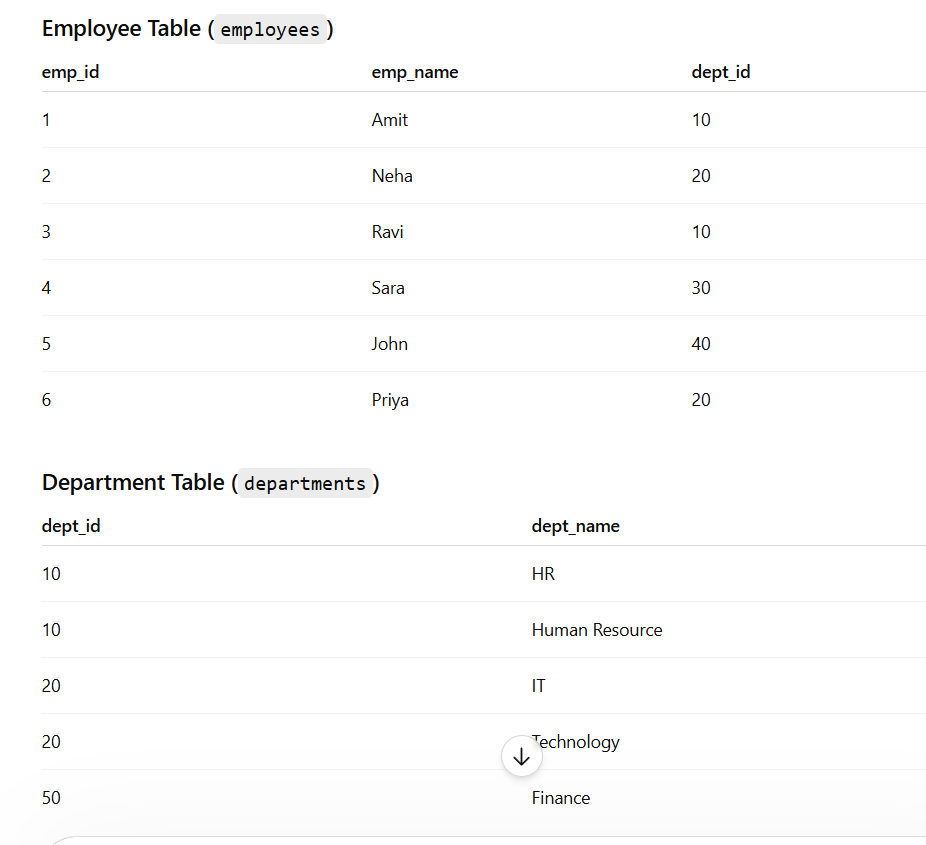 Employee Table (employees)
emp_id emp_name dept_id
1 Amit 10
2 Neha 20
3 Ravi 10
4 Sara 30
5 John 40
6 Priya 20
Department Table (departments)
dept_id dept_name
10 HR
10 Human Resource
20 IT
20 Technology
50 Finance